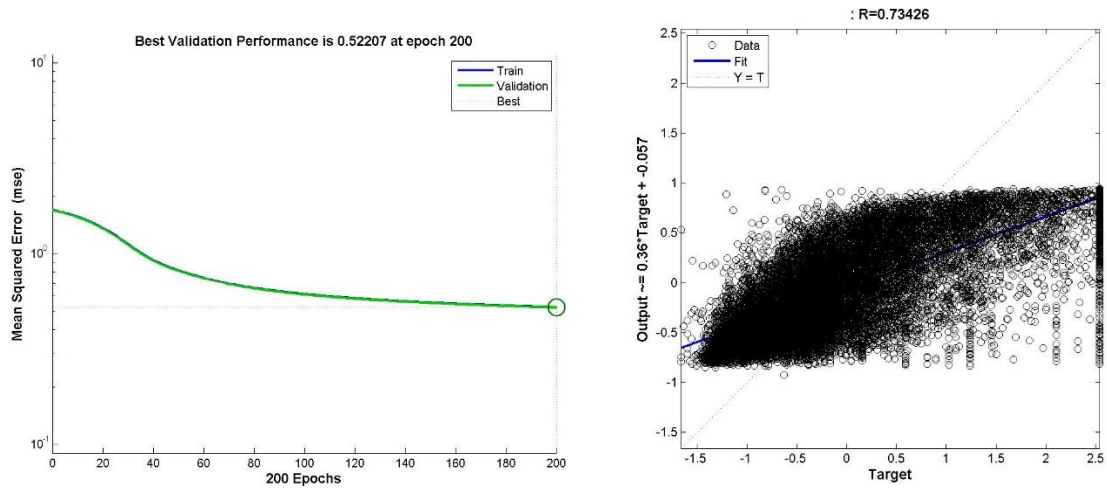 Best Validation Performance is 0.52207 at epoch 200
10^1
10^0
10^-1
Mean Squared Error (mse)
Train
Validation
Best
0 20 40 60 80 100 120 140 160 180 200
200 Epochs
: R=0.73426
Data
Fit
Y = T
Output ~= 0.36*Target + -0.057
2.5
2
1.5
1
0.5
0
-0.5
-1
-1.5
-1.5 -1 -0.5 0 0.5 1 1.5 2 2.5
Target